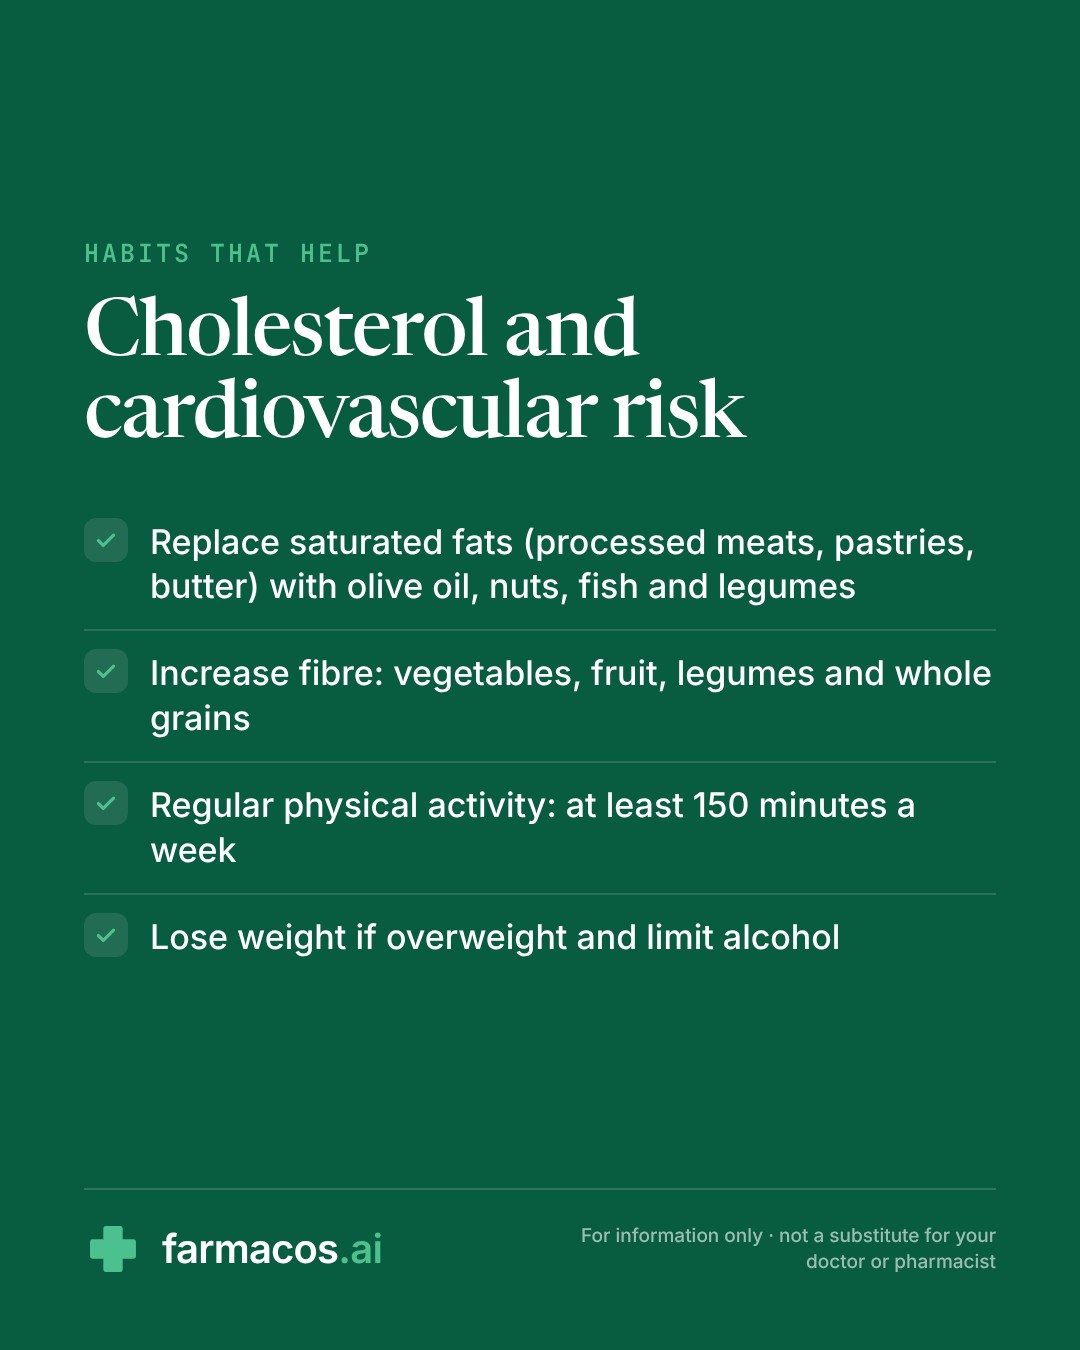 HABITS THAT HELP
Cholesterol and
cardiovascular risk
Replace saturated fats (processed meats, pastries,
butter) with olive oil, nuts, fish and legumes
Increase fibre: vegetables, fruit, legumes and whole
grains
Regular physical activity: at least 150 minutes a
week
Lose weight if overweight and limit alcohol
farmacos.ai
For information only · not a substitute for your
doctor or pharmacist